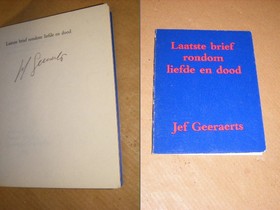 Laatste brief rondom liefde en dood
Jef Geeraerts
Laatste brief
rondom
liefde en dood
Jef Geeraerts